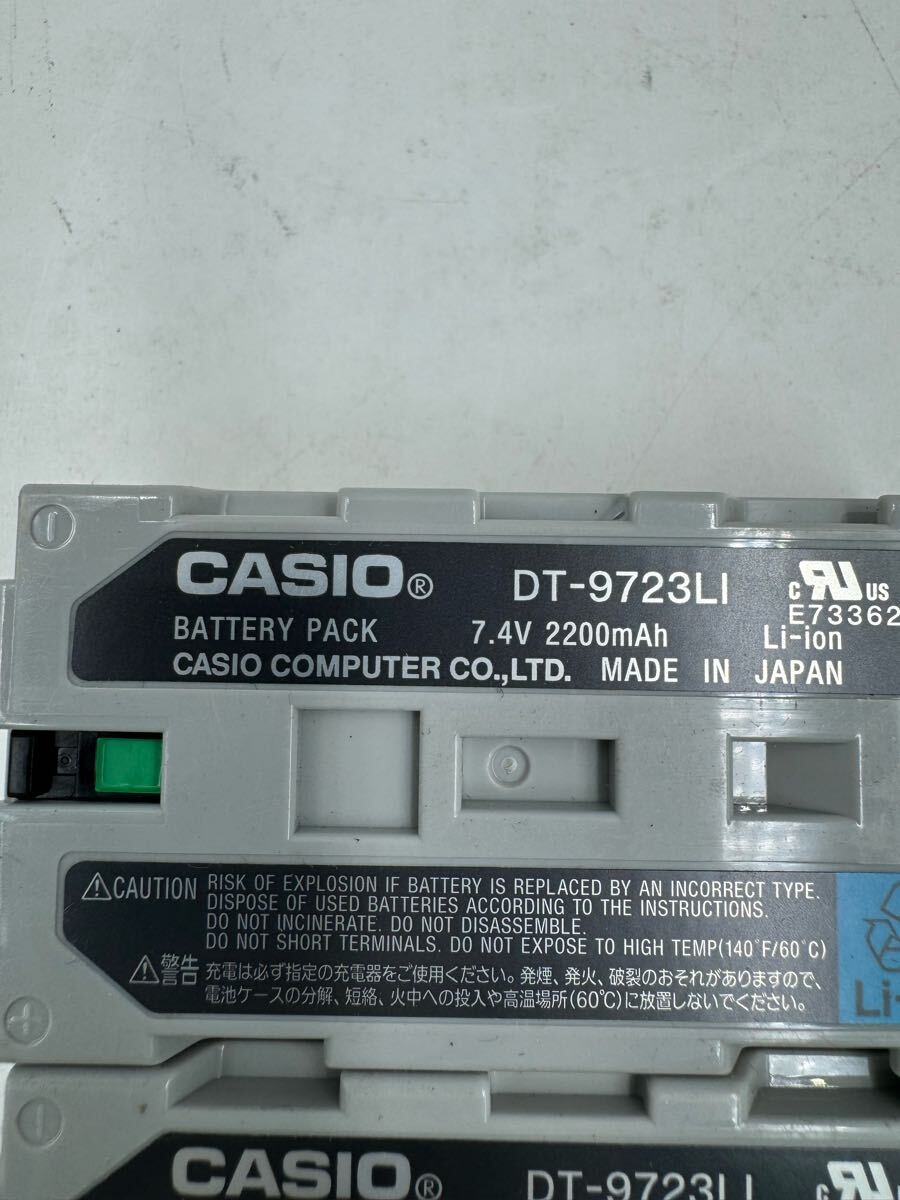 CASIO® DT-9723LI c RU US
E73362
BATTERY PACK 7.4V 2200mAh Li-ion
CASIO COMPUTER CO.,LTD. MADE IN JAPAN
⚠CAUTION RISK OF EXPLOSION IF BATTERY IS REPLACED BY AN INCORRECT TYPE.
DISPOSE OF USED BATTERIES ACCORDING TO THE INSTRUCTIONS.
DO NOT INCINERATE. DO NOT DISASSEMBLE.
DO NOT SHORT TERMINALS. DO NOT EXPOSE TO HIGH TEMP(140°F/60°C)
⚠警告 充電は必ず指定の充電器をご使用ください。発煙、発火、破裂のおそれがありますので、
電池ケースの分解、短絡、火中への投入や高温場所(60℃)に放置しないでください。
Li-
CASIO® DT-9723LI c RU